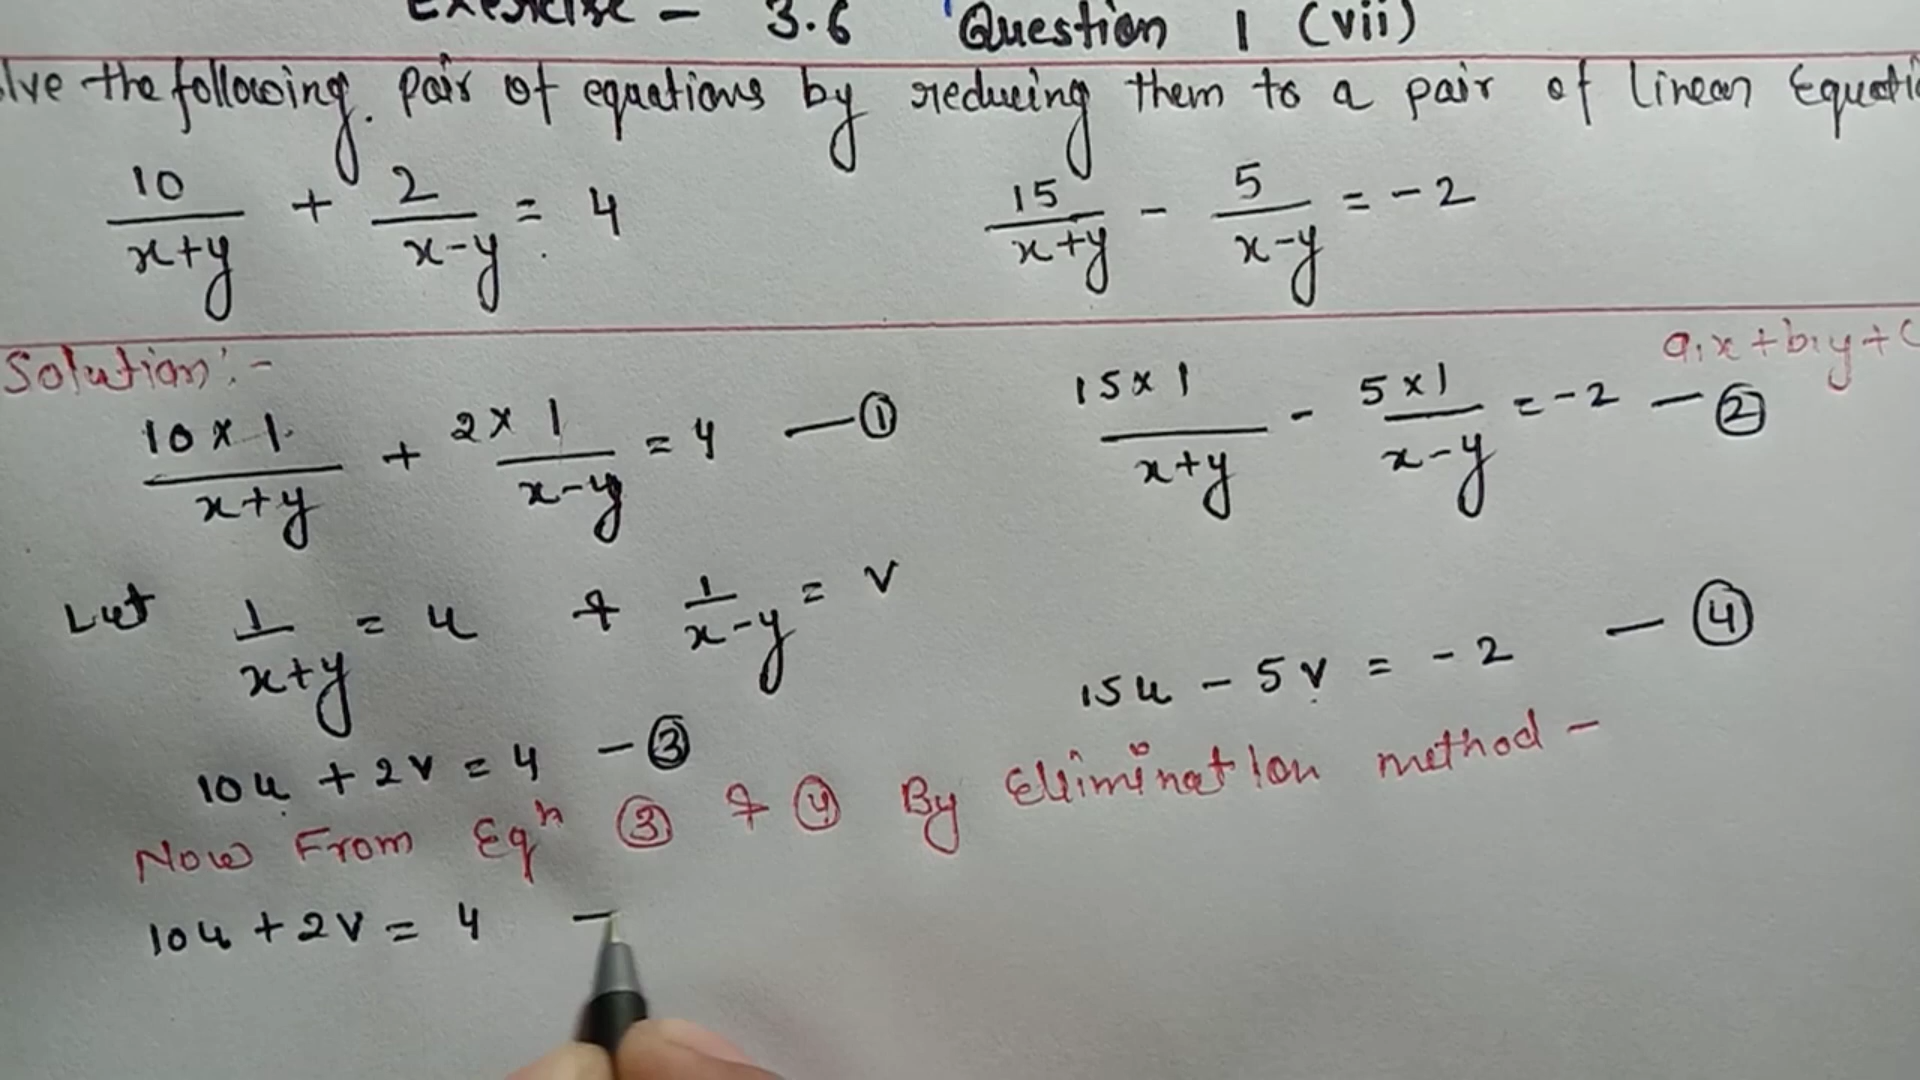 Exercise - 3.6 Question 1 (vii)
lve the following. pair of equations by reducing them to a pair of linear Equati
10/(x+y) + 2/(x-y) = 4 15/(x+y) - 5/(x-y) = -2
Solution:-
a₁x + b₁y + C
(10 × 1)/(x+y) + (2 × 1)/(x-y) = 4 — ① (15 × 1)/(x+y) - (5 × 1)/(x-y) = -2 — ②
Let 1/(x+y) = u & 1/(x-y) = v
15u - 5v = -2 — ④
10u + 2v = 4 — ③
Now From Eqⁿ ③ & ④ By Elimination method -
10u + 2v = 4 —